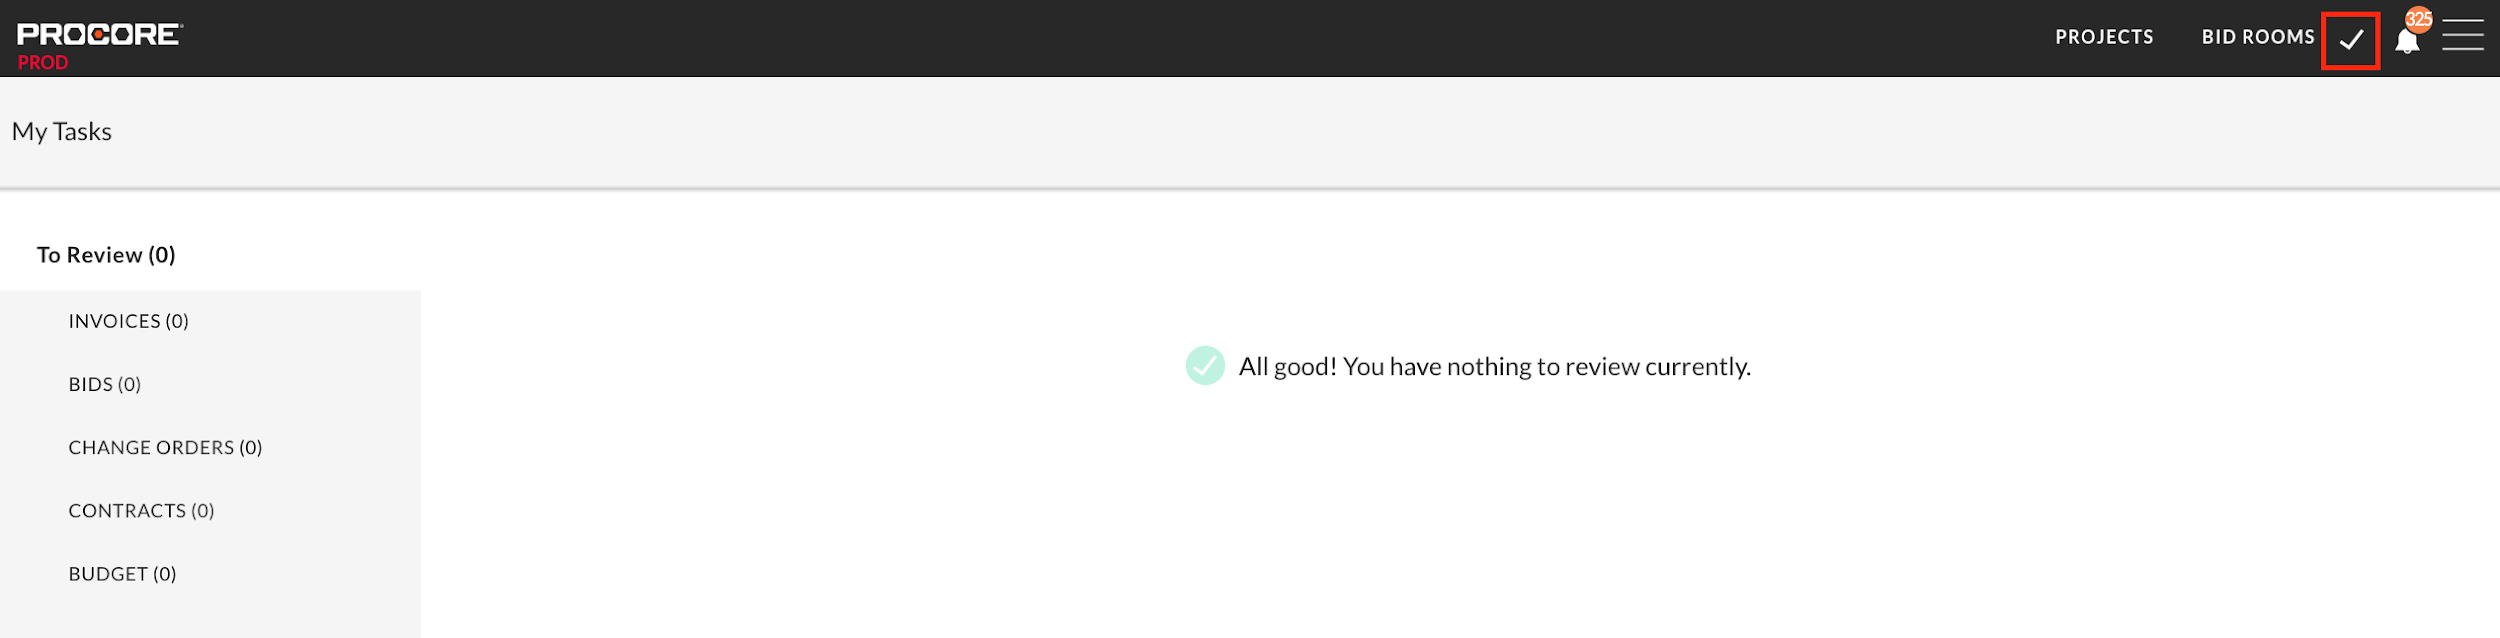 PROCORE
PROD
PROJECTS
BID ROOMS
325
My Tasks
To Review (0)
INVOICES (0)
BIDS (0)
CHANGE ORDERS (0)
CONTRACTS (0)
BUDGET (0)
All good! You have nothing to review currently.